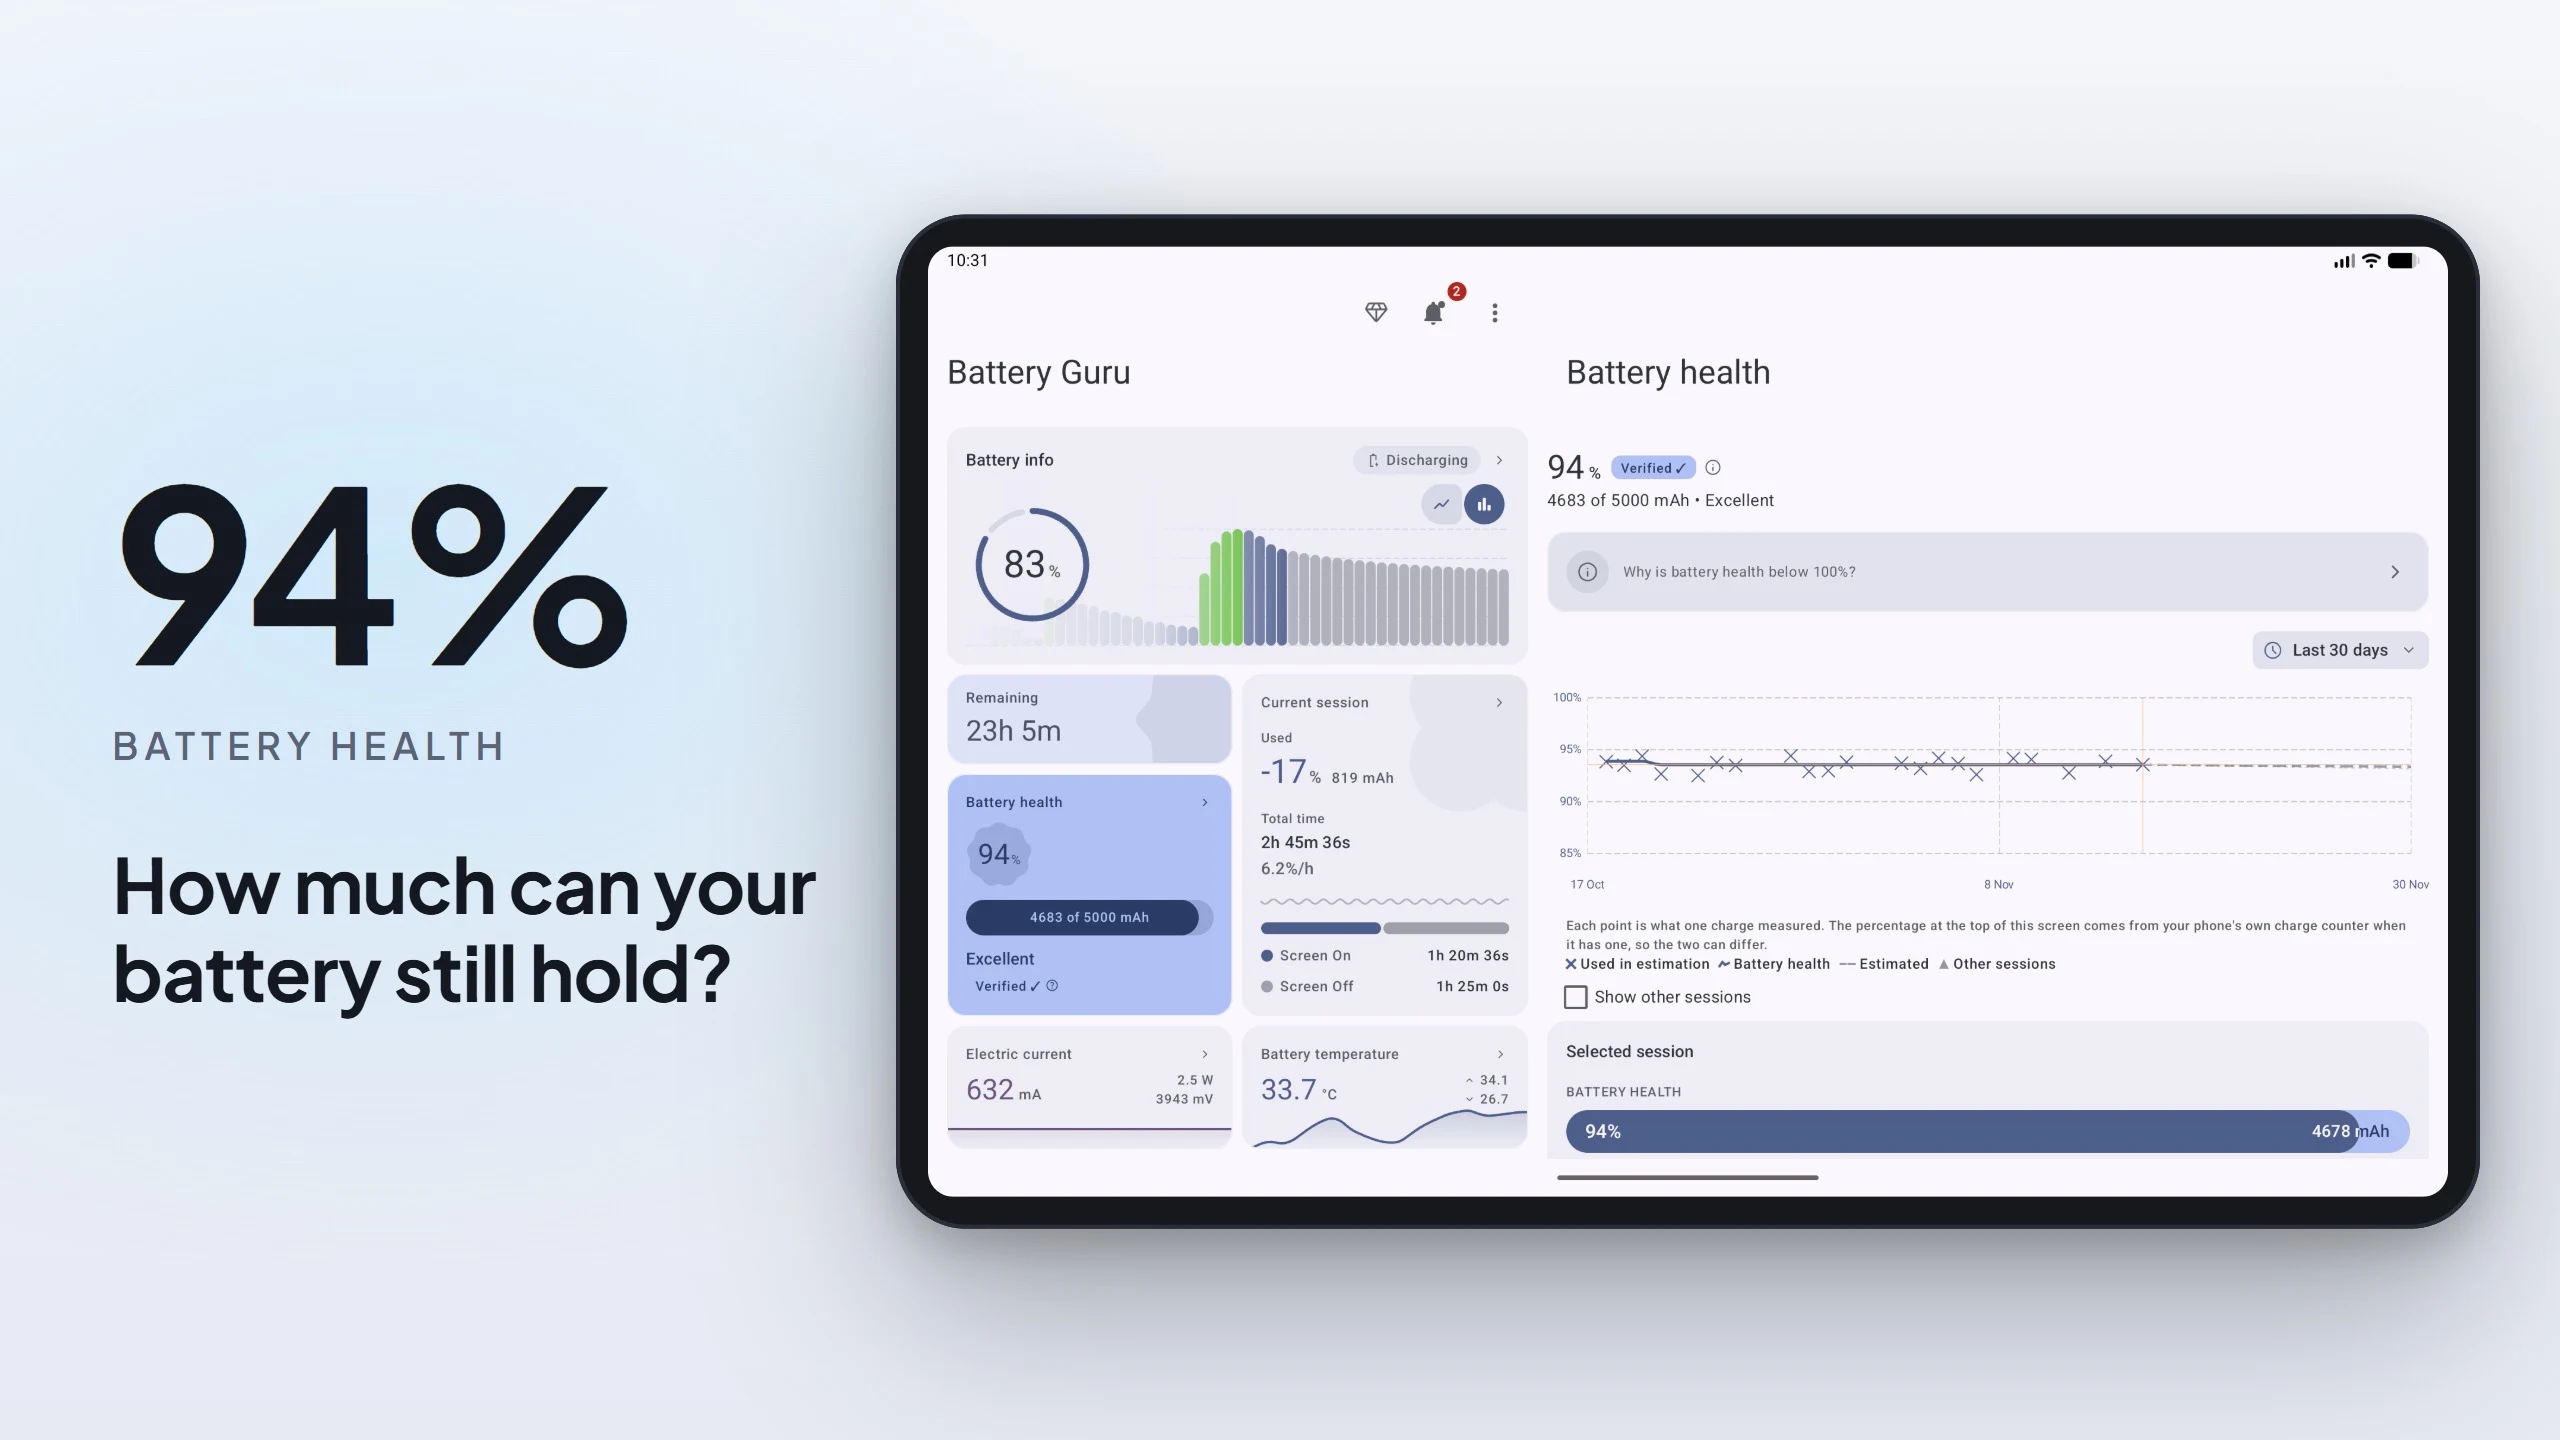 94%
BATTERY HEALTH
How much can your
battery still hold?
10:31
2
Battery Guru
Battery info
Discharging
83 %
Remaining
23h 5m
Battery health
94 %
4683 of 5000 mAh
Excellent
Verified ✓
Current session
Used
-17 % 819 mAh
Total time
2h 45m 36s
6.2%/h
Screen On 1h 20m 36s
Screen Off 1h 25m 0s
Electric current
632 mA
2.5 W
3943 mV
Battery temperature
33.7 °C
34.1
26.7
Battery health
94 % Verified ✓
4683 of 5000 mAh • Excellent
Why is battery health below 100%?
Last 30 days
100%
95%
90%
85%
17 Oct 8 Nov 30 Nov
Each point is what one charge measured. The percentage at the top of this screen comes from your phone's own charge counter when
it has one, so the two can differ.
Used in estimation Battery health Estimated Other sessions
Show other sessions
Selected session
BATTERY HEALTH
94% 4678 mAh